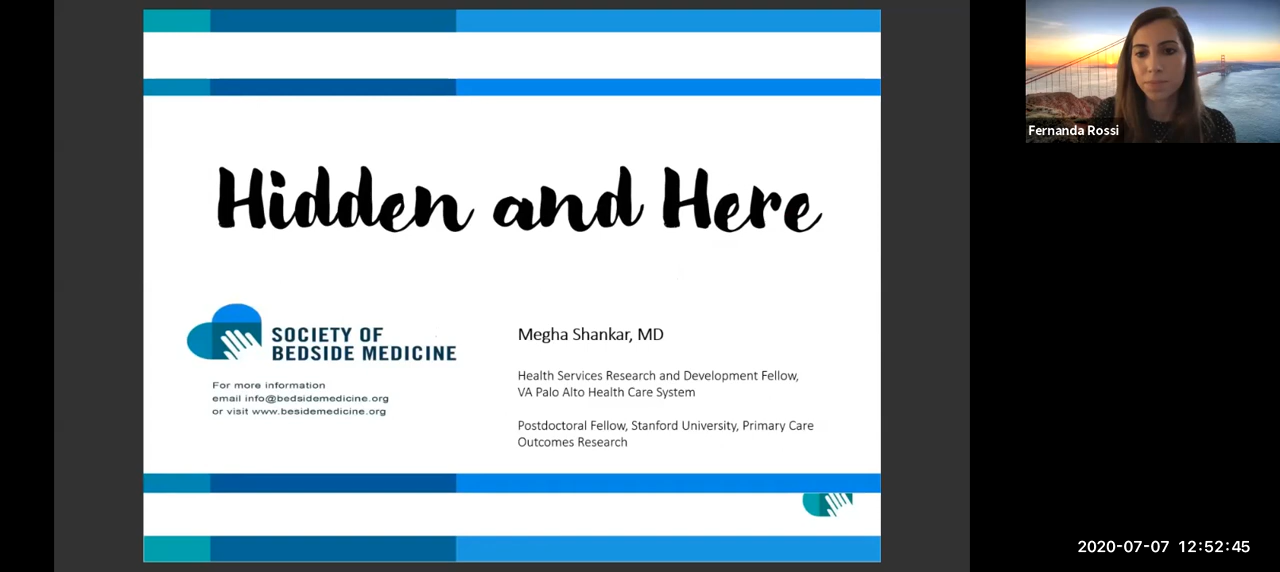 Hidden and Here
SOCIETY OF
BEDSIDE MEDICINE
For more information
email info@bedsidemedicine.org
or visit www.besidemedicine.org
Megha Shankar, MD
Health Services Research and Development Fellow,
VA Palo Alto Health Care System
Postdoctoral Fellow, Stanford University, Primary Care
Outcomes Research
Fernanda Rossi
2020-07-07 12:52:45